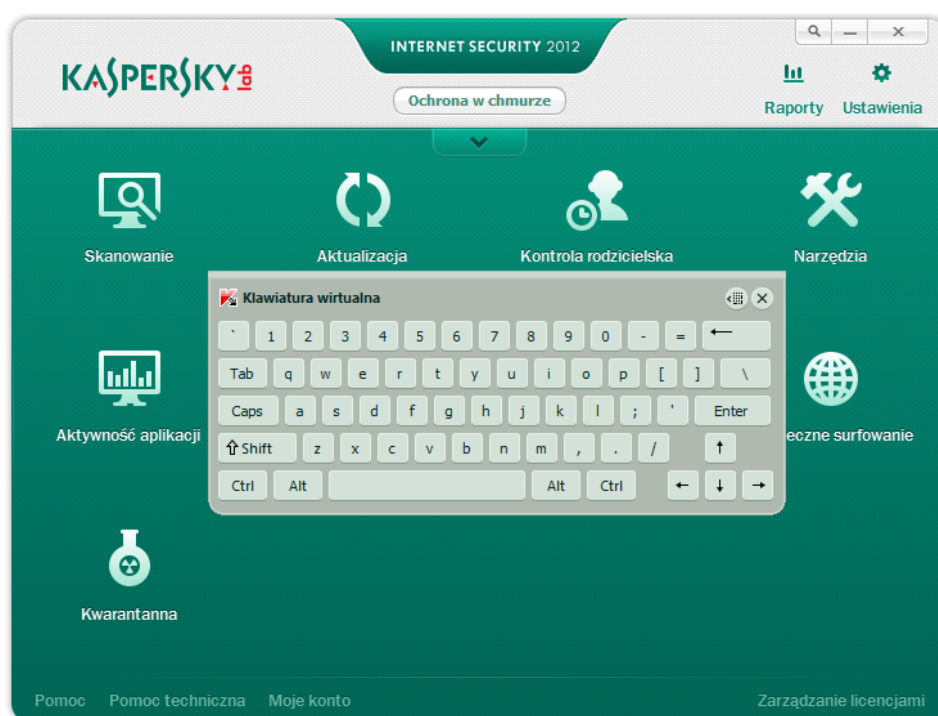 INTERNET SECURITY 2012
KASPERSKY lab
Ochrona w chmurze
Raporty Ustawienia
Skanowanie Aktualizacja Kontrola rodzicielska Narzędzia
Klawiatura wirtualna
` 1 2 3 4 5 6 7 8 9 0 - = ←
Tab q w e r t y u i o p [ ] \
Caps a s d f g h j k l ; ' Enter
⇧ Shift z x c v b n m , . / ↑
Ctrl Alt Alt Ctrl ← ↓ →
Aktywność aplikacji eczne surfowanie
Kwarantanna
Pomoc Pomoc techniczna Moje konto Zarządzanie licencjami